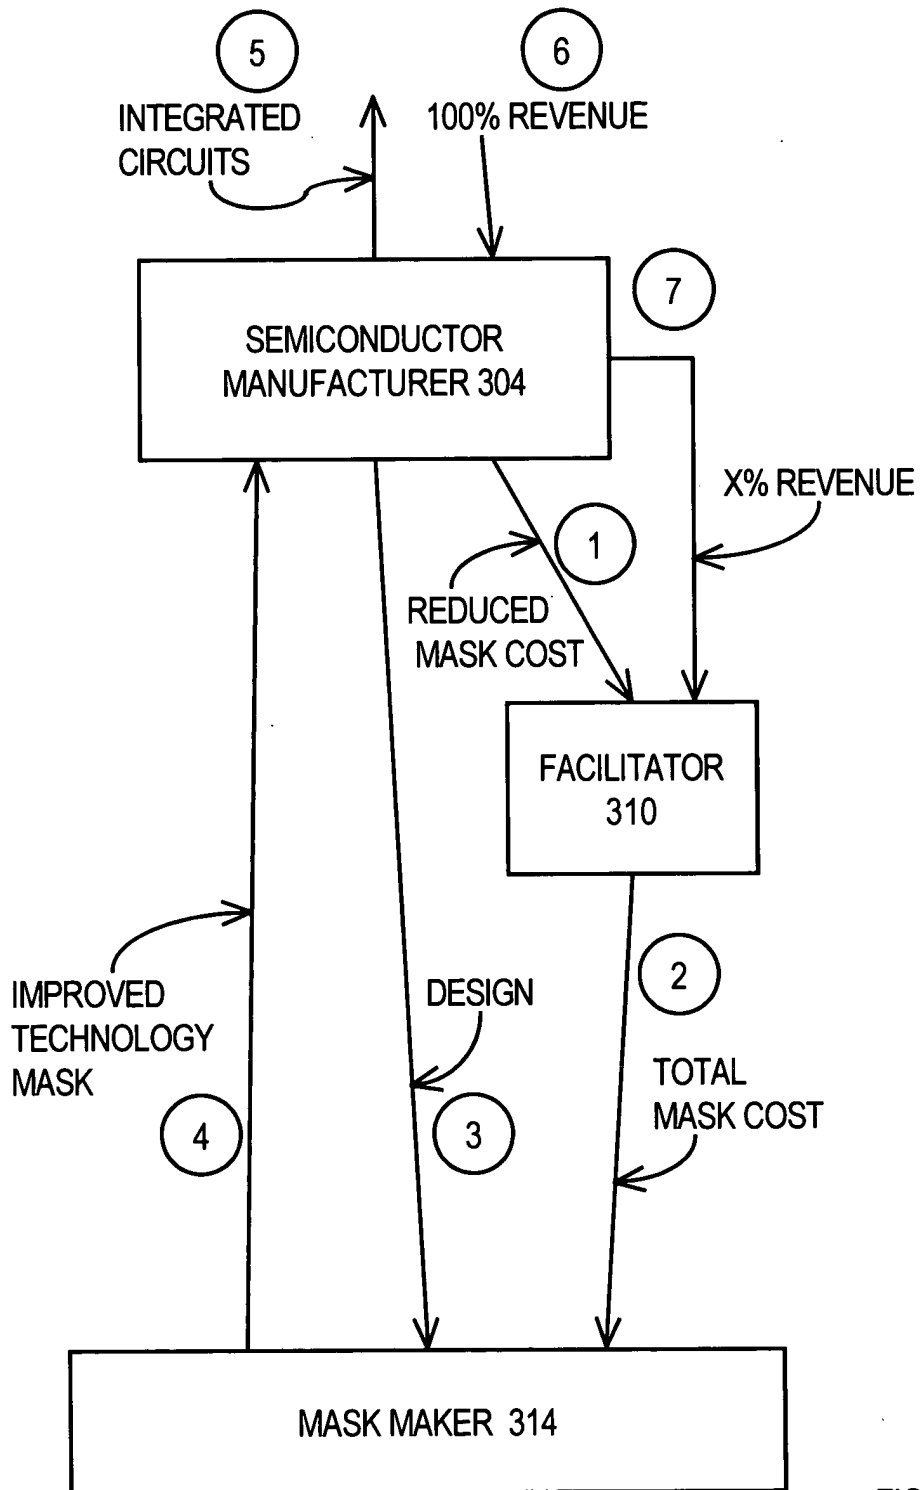 5
6
INTEGRATED
CIRCUITS
100% REVENUE
7
SEMICONDUCTOR
MANUFACTURER 304
X% REVENUE
1
REDUCED
MASK COST
FACILITATOR
310
2
IMPROVED
TECHNOLOGY
MASK
DESIGN
TOTAL
MASK COST
4
3
MASK MAKER 314